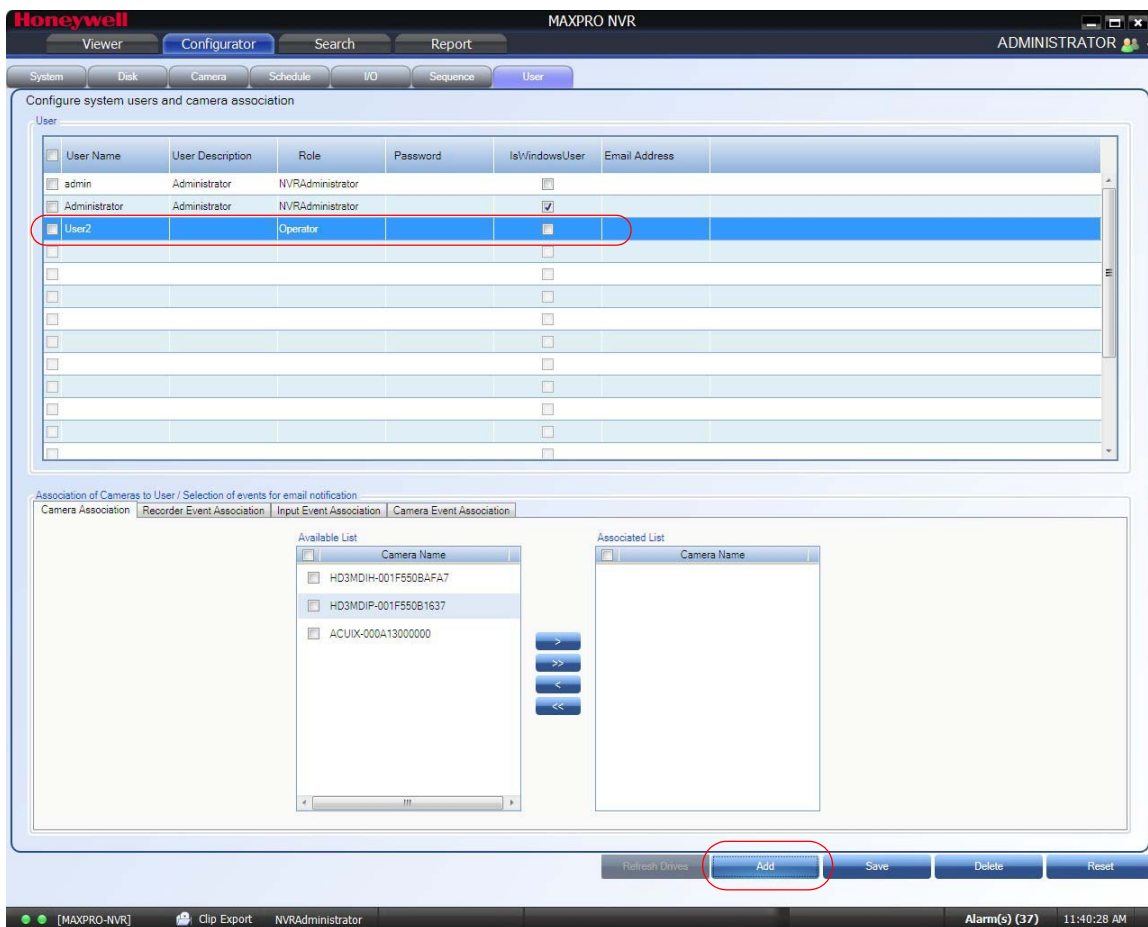 Honeywell MAXPRO NVR
Viewer Configurator Search Report ADMINISTRATOR
System Disk Camera Schedule I/O Sequence User
Configure system users and camera association
User
User Name User Description Role Password IsWindowsUser Email Address
admin Administrator NVRAdministrator
Administrator Administrator NVRAdministrator
User2 Operator
Association of Cameras to User / Selection of events for email notification
Camera Association Recorder Event Association Input Event Association Camera Event Association
Available List Associated List
Camera Name Camera Name
HD3MDIH-001F550BAFA7
HD3MDIP-001F550B1637
ACUIX-000A13000000
>
>>
<
<<
Refresh Drives Add Save Delete Reset
[MAXPRO-NVR] Clip Export NVRAdministrator Alarm(s) (37) 11:40:28 AM